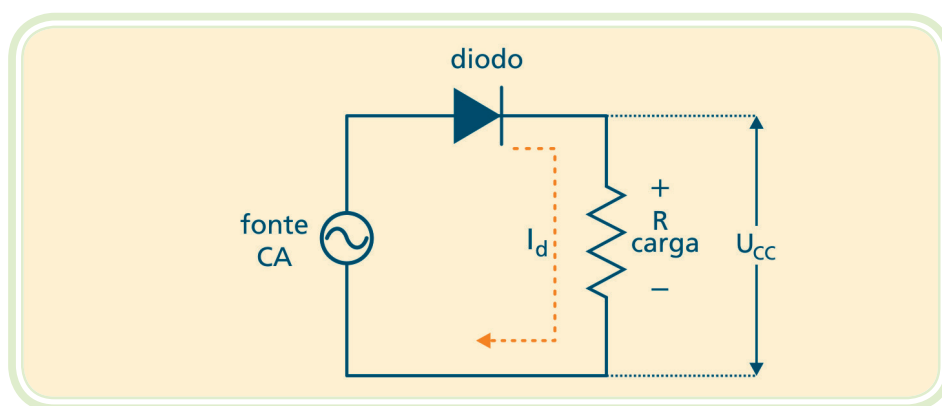 diodo
fonte
CA
I_d
+
R
carga
−
U_CC